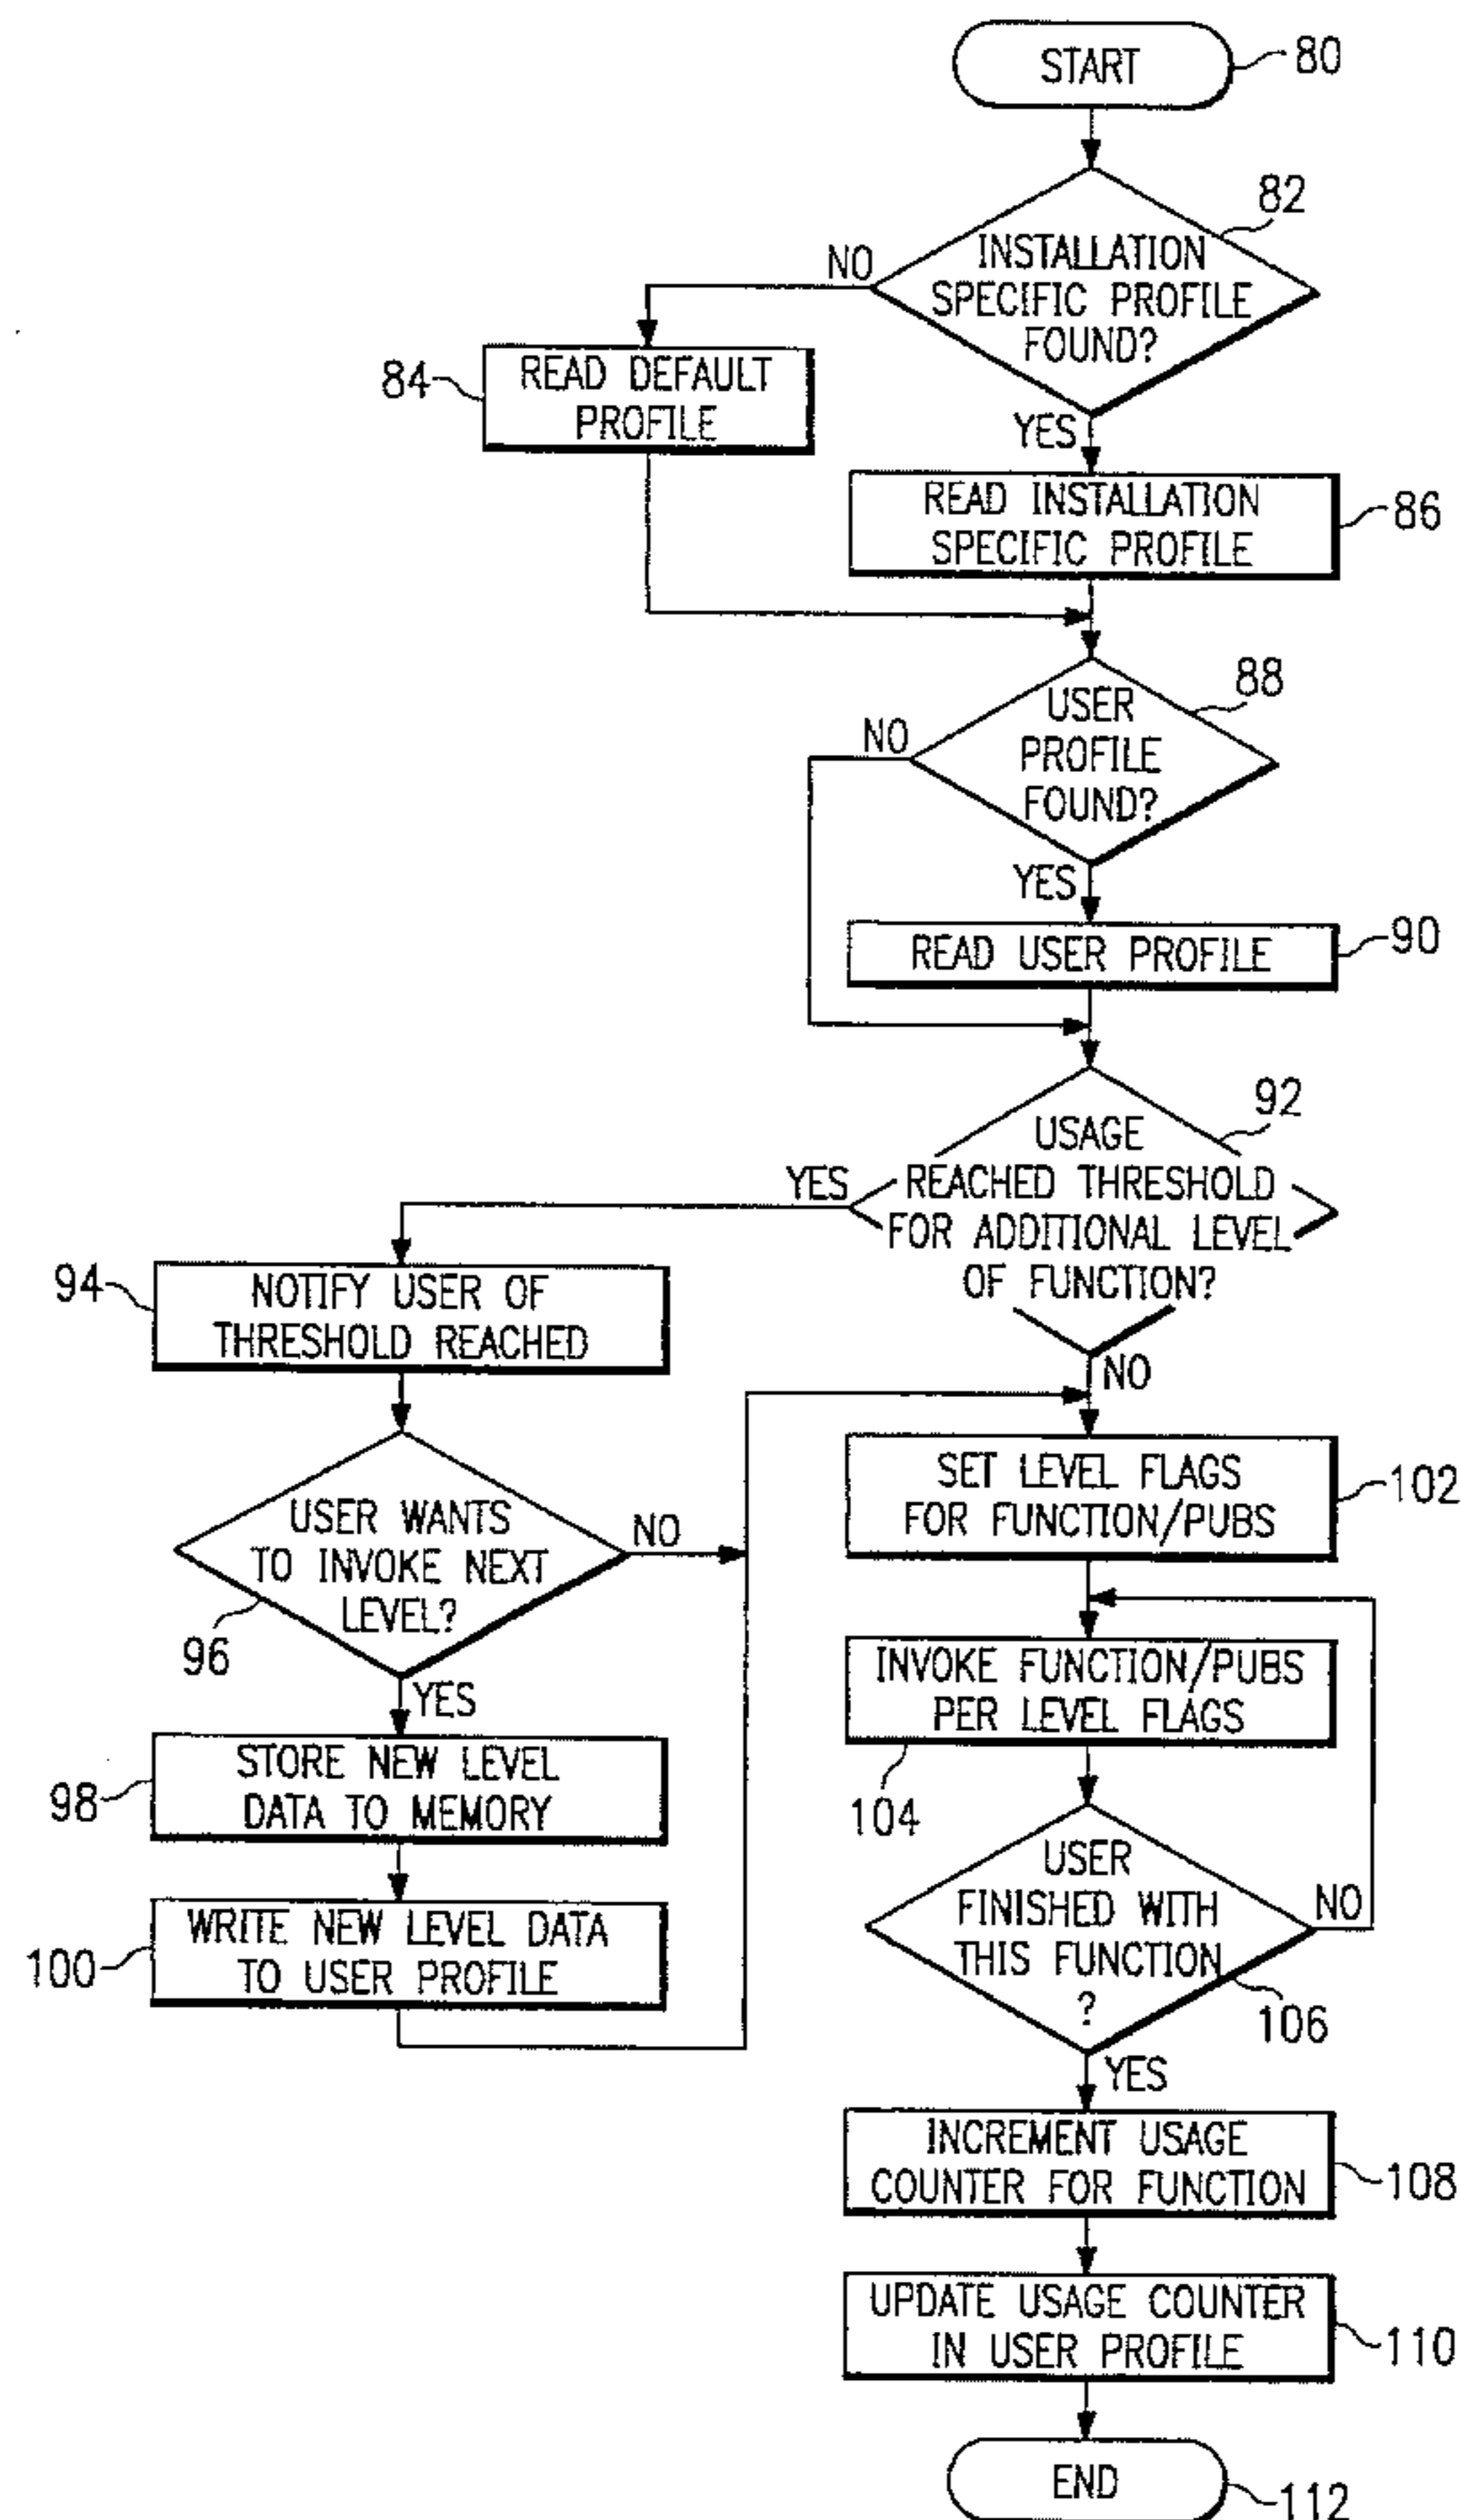 START
80
82
INSTALLATION
SPECIFIC PROFILE
FOUND?
NO
YES
84
READ DEFAULT
PROFILE
READ INSTALLATION
SPECIFIC PROFILE
86
88
USER
PROFILE
FOUND?
NO
YES
READ USER PROFILE
90
92
USAGE
REACHED THRESHOLD
FOR ADDITIONAL LEVEL
OF FUNCTION?
YES
NO
94
NOTIFY USER OF
THRESHOLD REACHED
USER WANTS
TO INVOKE NEXT
LEVEL?
96
NO
YES
98
STORE NEW LEVEL
DATA TO MEMORY
100
WRITE NEW LEVEL DATA
TO USER PROFILE
SET LEVEL FLAGS
FOR FUNCTION/PUBS
102
INVOKE FUNCTION/PUBS
PER LEVEL FLAGS
104
USER
FINISHED WITH
THIS FUNCTION
?
NO
106
YES
INCREMENT USAGE
COUNTER FOR FUNCTION
108
UPDATE USAGE COUNTER
IN USER PROFILE
110
END
112